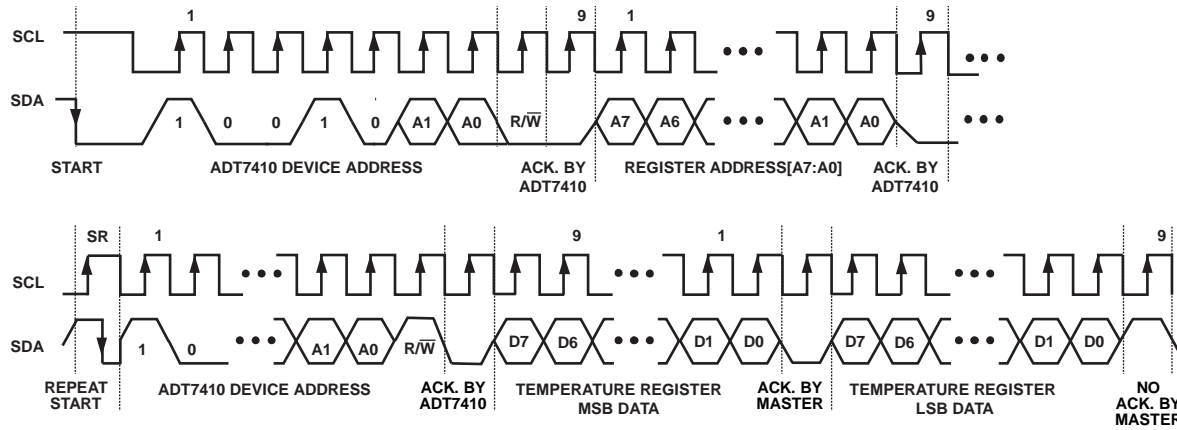 1 9 1 9
SCL
SDA
1 0 0 1 0 A1 A0 R/W̅ A7 A6 A1 A0
START ADT7410 DEVICE ADDRESS ACK. BY ADT7410 REGISTER ADDRESS[A7:A0] ACK. BY ADT7410
SR 1 9 1 9
SCL
SDA
1 0 A1 A0 R/W̅ D7 D6 D1 D0 D7 D6 D1 D0
REPEAT START ADT7410 DEVICE ADDRESS ACK. BY ADT7410 TEMPERATURE REGISTER MSB DATA ACK. BY MASTER TEMPERATURE REGISTER LSB DATA NO ACK. BY MASTER